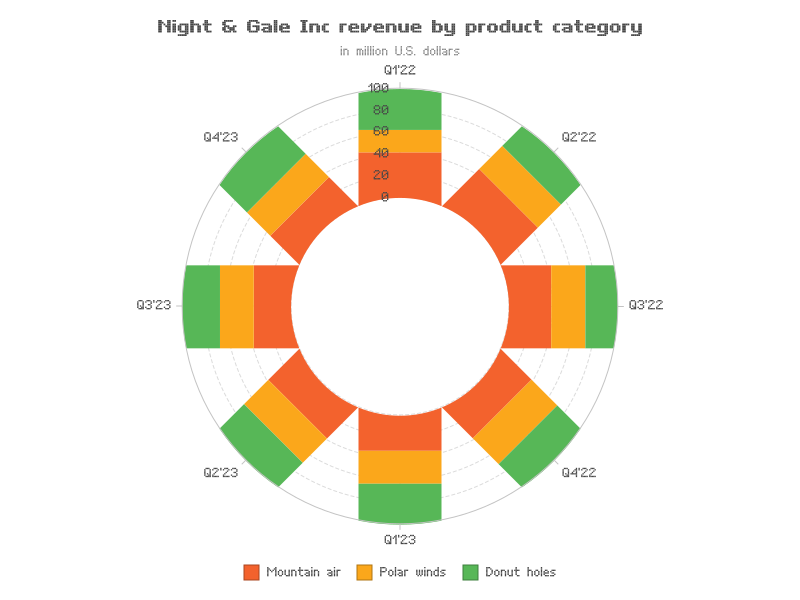 Night & Gale Inc revenue by product category
in million U.S. dollars
Q1'22
100
80
60
40
20
0
Q4'23
Q2'22
Q3'23
Q3'22
Q2'23
Q4'22
Q1'23
Mountain air
Polar winds
Donut holes